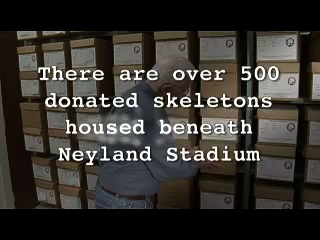 There are over 500
donated skeletons
housed beneath
Neyland Stadium